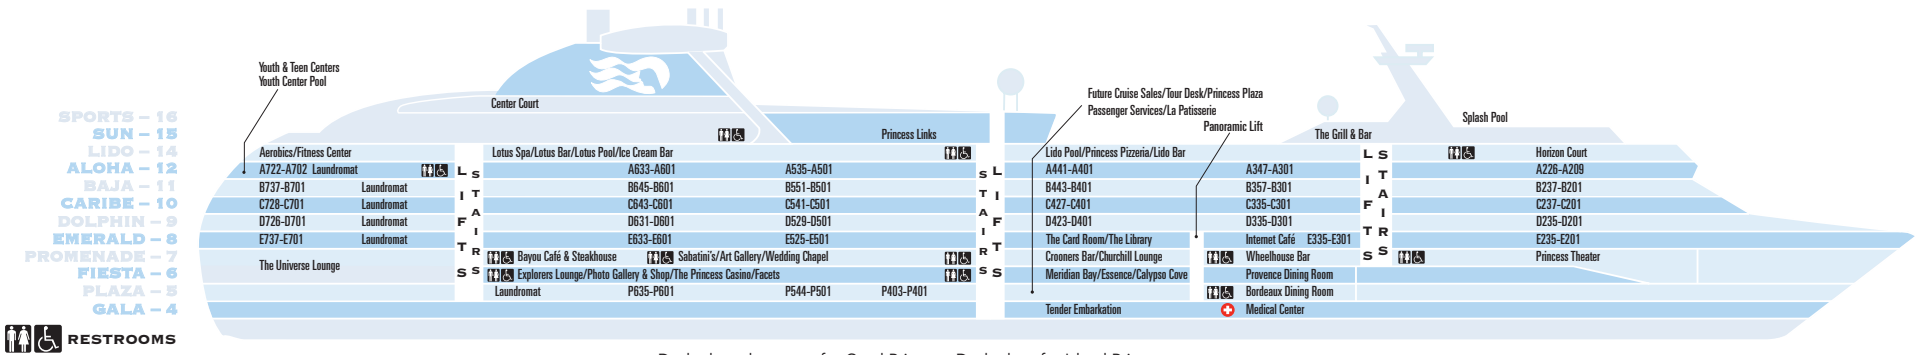 Youth & Teen Centers
Youth Center Pool
Center Court
Future Cruise Sales/Tour Desk/Princess Plaza
Passenger Services/La Patisserie
Panoramic Lift
Splash Pool
SPORTS – 16
SUN – 15 Princess Links The Grill & Bar
LIDO – 14 Aerobics/Fitness Center Lotus Spa/Lotus Bar/Lotus Pool/Ice Cream Bar Lido Pool/Princess Pizzeria/Lido Bar Horizon Court
ALOHA – 12 A722-A702 Laundromat A633-A601 A535-A501 A441-A401 A347-A301 A226-A209
BAJA – 11 B737-B701 Laundromat B645-B601 B551-B501 B443-B401 B357-B301 B237-B201
CARIBE – 10 C728-C701 Laundromat C643-C601 C541-C501 C427-C401 C335-C301 C237-C201
DOLPHIN – 9 D726-D701 Laundromat D631-D601 D529-D501 D423-D401 D335-D301 D235-D201
EMERALD – 8 E737-E701 Laundromat E633-E601 E525-E501 The Card Room/The Library Internet Café E335-E301 E235-E201
PROMENADE – 7 The Universe Lounge Bayou Café & Steakhouse Sabatini's/Art Gallery/Wedding Chapel Crooners Bar/Churchill Lounge Wheelhouse Bar Princess Theater
FIESTA – 6 Explorers Lounge/Photo Gallery & Shop/The Princess Casino/Facets Meridian Bay/Essence/Calypso Cove Provence Dining Room
PLAZA – 5 Laundromat P635-P601 P544-P501 P403-P401 Bordeaux Dining Room
GALA – 4 Tender Embarkation Medical Center
LIFTS STAIRS
STAIRS LIFTS
LIFTS STAIRS
RESTROOMS